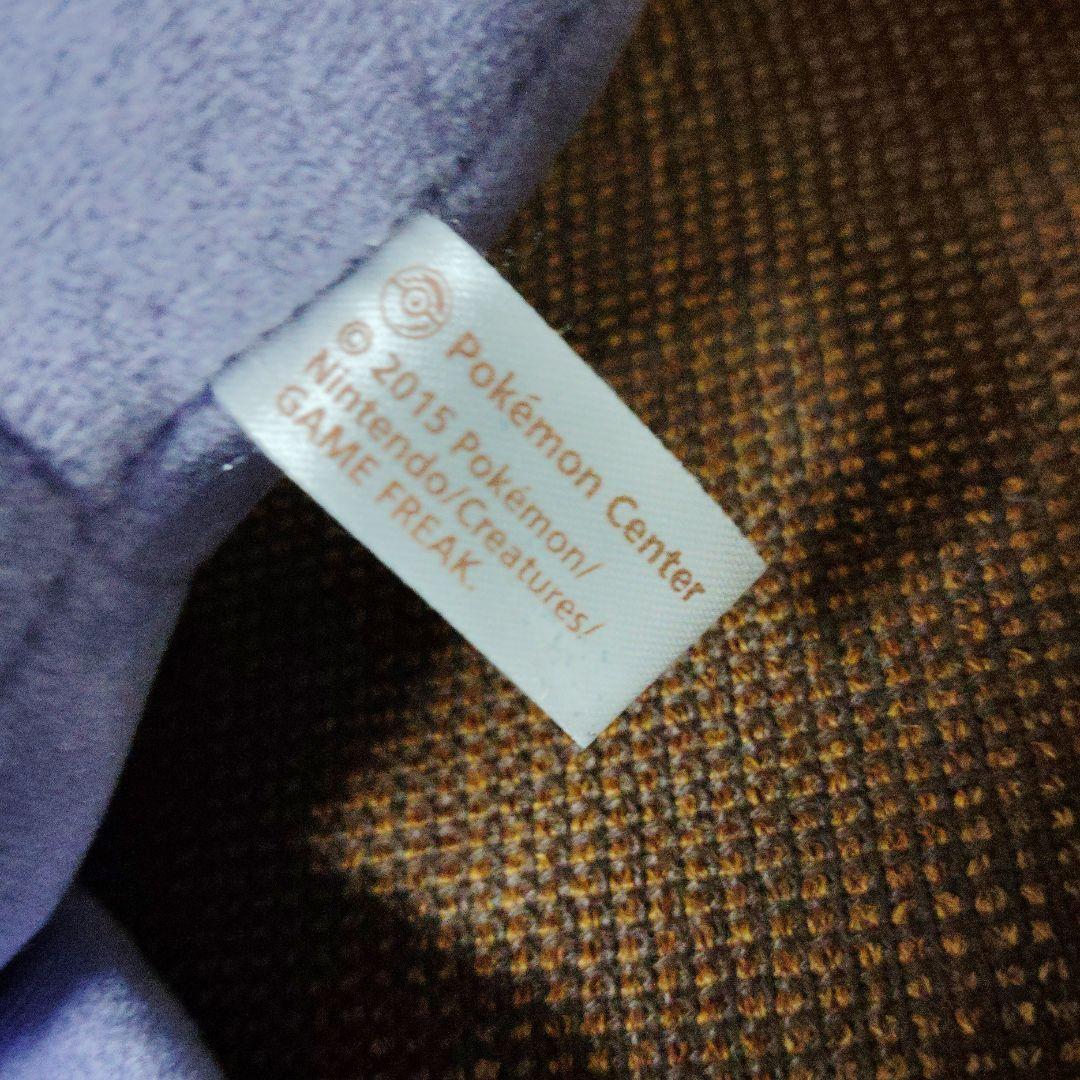 Pokémon Center
© 2015 Pokémon/
Nintendo/Creatures/
GAME FREAK.